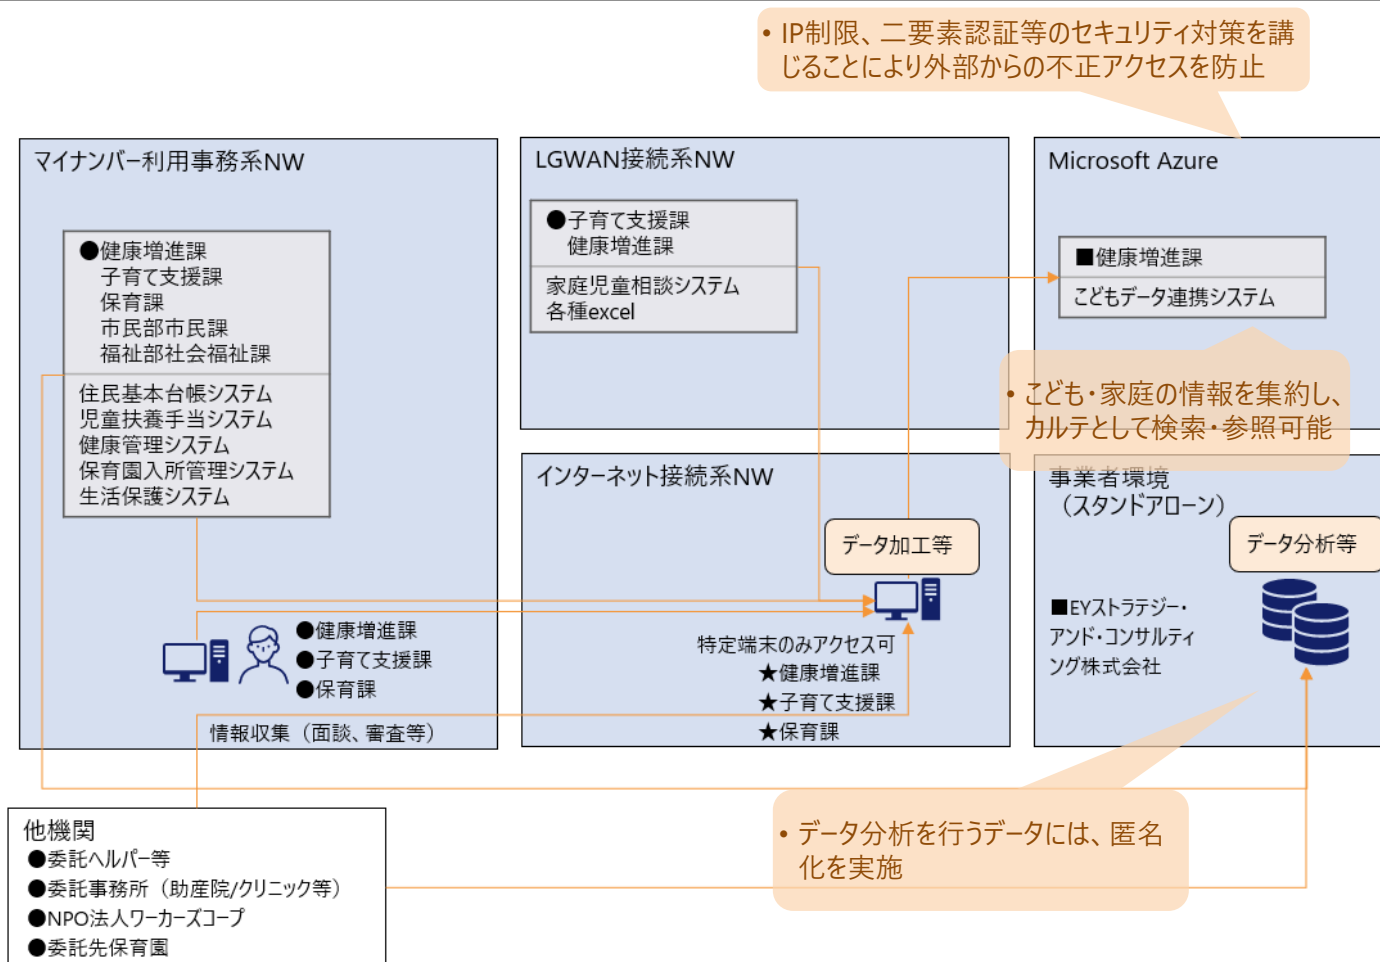 • IP制限、二要素認証等のセキュリティ対策を講
じることにより外部からの不正アクセスを防止
マイナンバー利用事務系NW
●健康増進課
子育て支援課
保育課
市民部市民課
福祉部社会福祉課
住民基本台帳システム
児童扶養手当システム
健康管理システム
保育園入所管理システム
生活保護システム
●健康増進課
●子育て支援課
●保育課
情報収集（面談、審査等）
LGWAN接続系NW
●子育て支援課
健康増進課
家庭児童相談システム
各種excel
Microsoft Azure
■健康増進課
こどもデータ連携システム
• こども・家庭の情報を集約し、
カルテとして検索・参照可能
インターネット接続系NW
データ加工等
特定端末のみアクセス可
★健康増進課
★子育て支援課
★保育課
事業者環境
（スタンドアローン）
データ分析等
■EYストラテジー・
アンド・コンサルティ
ング株式会社
• データ分析を行うデータには、匿名
化を実施
他機関
●委託ヘルパー等
●委託事務所（助産院/クリニック等）
●NPO法人ワーカーズコープ
●委託先保育園